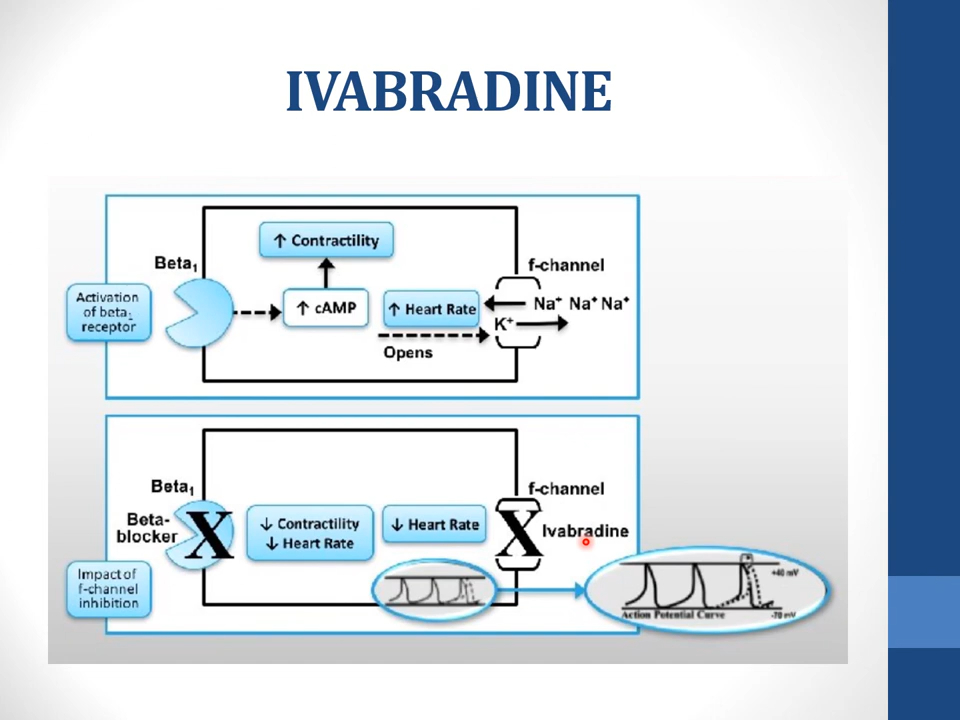 IVABRADINE
↑ Contractility
Beta₁
f-channel
Activation
of beta₁
receptor
↑ cAMP
↑ Heart Rate
Na⁺ Na⁺ Na⁺
K⁺
Opens
Beta₁
f-channel
Beta-
blocker
X
↓ Contractility
↓ Heart Rate
↓ Heart Rate
X
Ivabradine
Impact of
f-channel
inhibition
+40 mV
Action Potential Curve
-70 mV